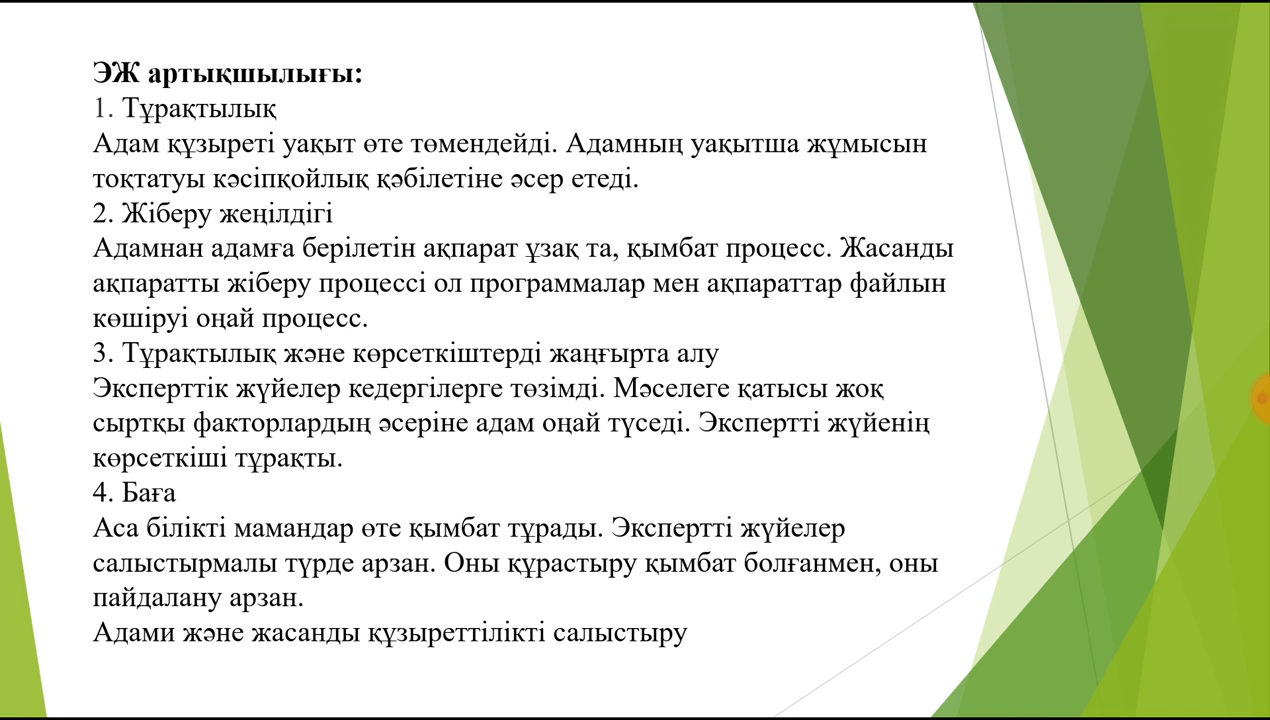 ЭЖ артықшылығы:
1. Тұрақтылық
Адам құзыреті уақыт өте төмендейді. Адамның уақытша жұмысын
тоқтатуы кәсіпқойлық қәбілетіне әсер етеді.
2. Жіберу жеңілдігі
Адамнан адамға берілетін ақпарат ұзақ та, қымбат процесс. Жасанды
ақпаратты жіберу процессі ол программалар мен ақпараттар файлын
көшіруі оңай процесс.
3. Тұрақтылық және көрсеткіштерді жаңғырта алу
Эксперттік жүйелер кедергілерге төзімді. Мәселеге қатысы жоқ
сыртқы факторлардың әсеріне адам оңай түседі. Экспертті жүйенің
көрсеткіші тұрақты.
4. Баға
Аса білікті мамандар өте қымбат тұрады. Экспертті жүйелер
салыстырмалы түрде арзан. Оны құрастыру қымбат болғанмен, оны
пайдалану арзан.
Адами және жасанды құзыреттілікті салыстыру